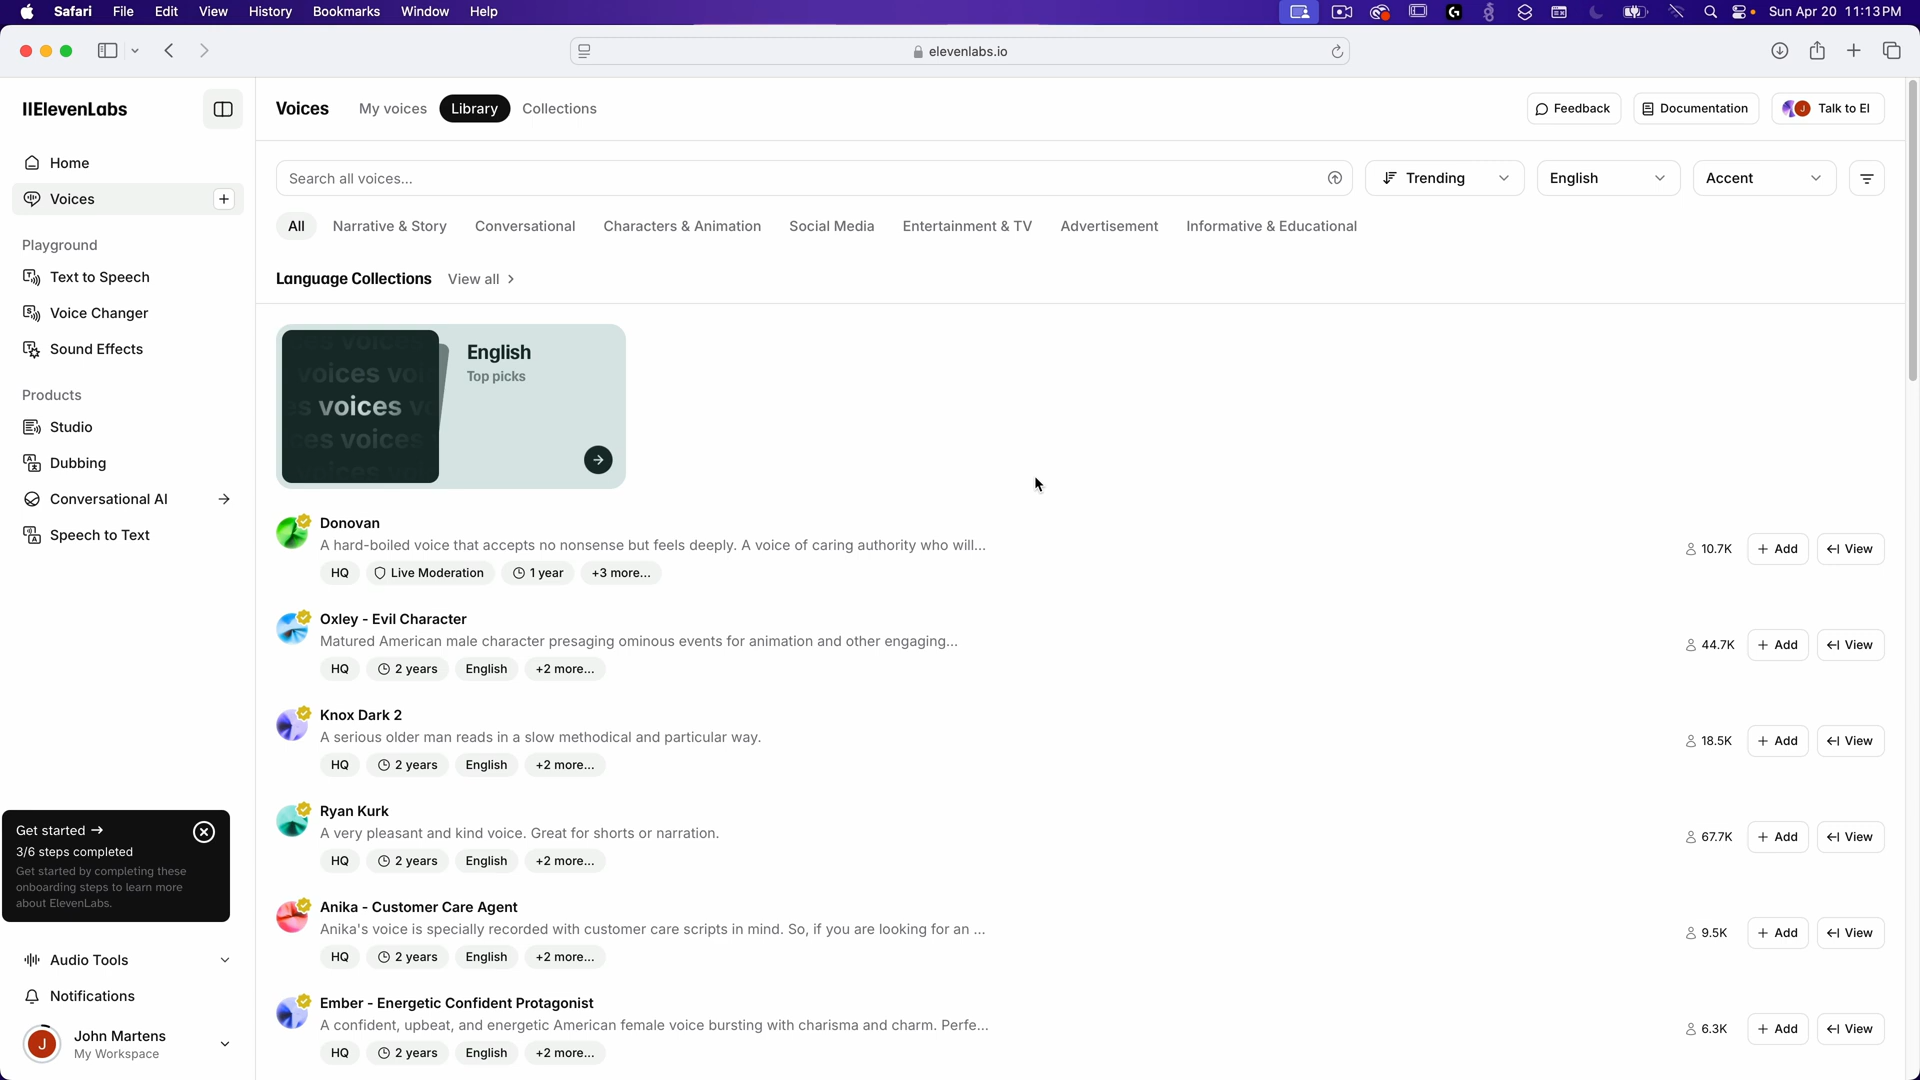 Safari File Edit View History Bookmarks Window Help
Sun Apr 20 11:13 PM
elevenlabs.io
IIElevenLabs
Home
Voices
Playground
Text to Speech
Voice Changer
Sound Effects
Products
Studio
Dubbing
Conversational AI
Speech to Text
Get started →
3/6 steps completed
Get started by completing these
onboarding steps to learn more
about ElevenLabs.
Audio Tools
Notifications
J
John Martens
My Workspace
Voices My voices Library Collections
Feedback Documentation J Talk to El
Search all voices...
Trending English Accent
All Narrative & Story Conversational Characters & Animation Social Media Entertainment & TV Advertisement Informative & Educational
Language Collections View all
voices
English
Top picks
Donovan
A hard-boiled voice that accepts no nonsense but feels deeply. A voice of caring authority who will...
HQ Live Moderation 1 year +3 more...
10.7K + Add View
Oxley - Evil Character
Matured American male character presaging ominous events for animation and other engaging...
HQ 2 years English +2 more...
44.7K + Add View
Knox Dark 2
A serious older man reads in a slow methodical and particular way.
HQ 2 years English +2 more...
18.5K + Add View
Ryan Kurk
A very pleasant and kind voice. Great for shorts or narration.
HQ 2 years English +2 more...
67.7K + Add View
Anika - Customer Care Agent
Anika's voice is specially recorded with customer care scripts in mind. So, if you are looking for an ...
HQ 2 years English +2 more...
9.5K + Add View
Ember - Energetic Confident Protagonist
A confident, upbeat, and energetic American female voice bursting with charisma and charm. Perfe...
HQ 2 years English +2 more...
6.3K + Add View